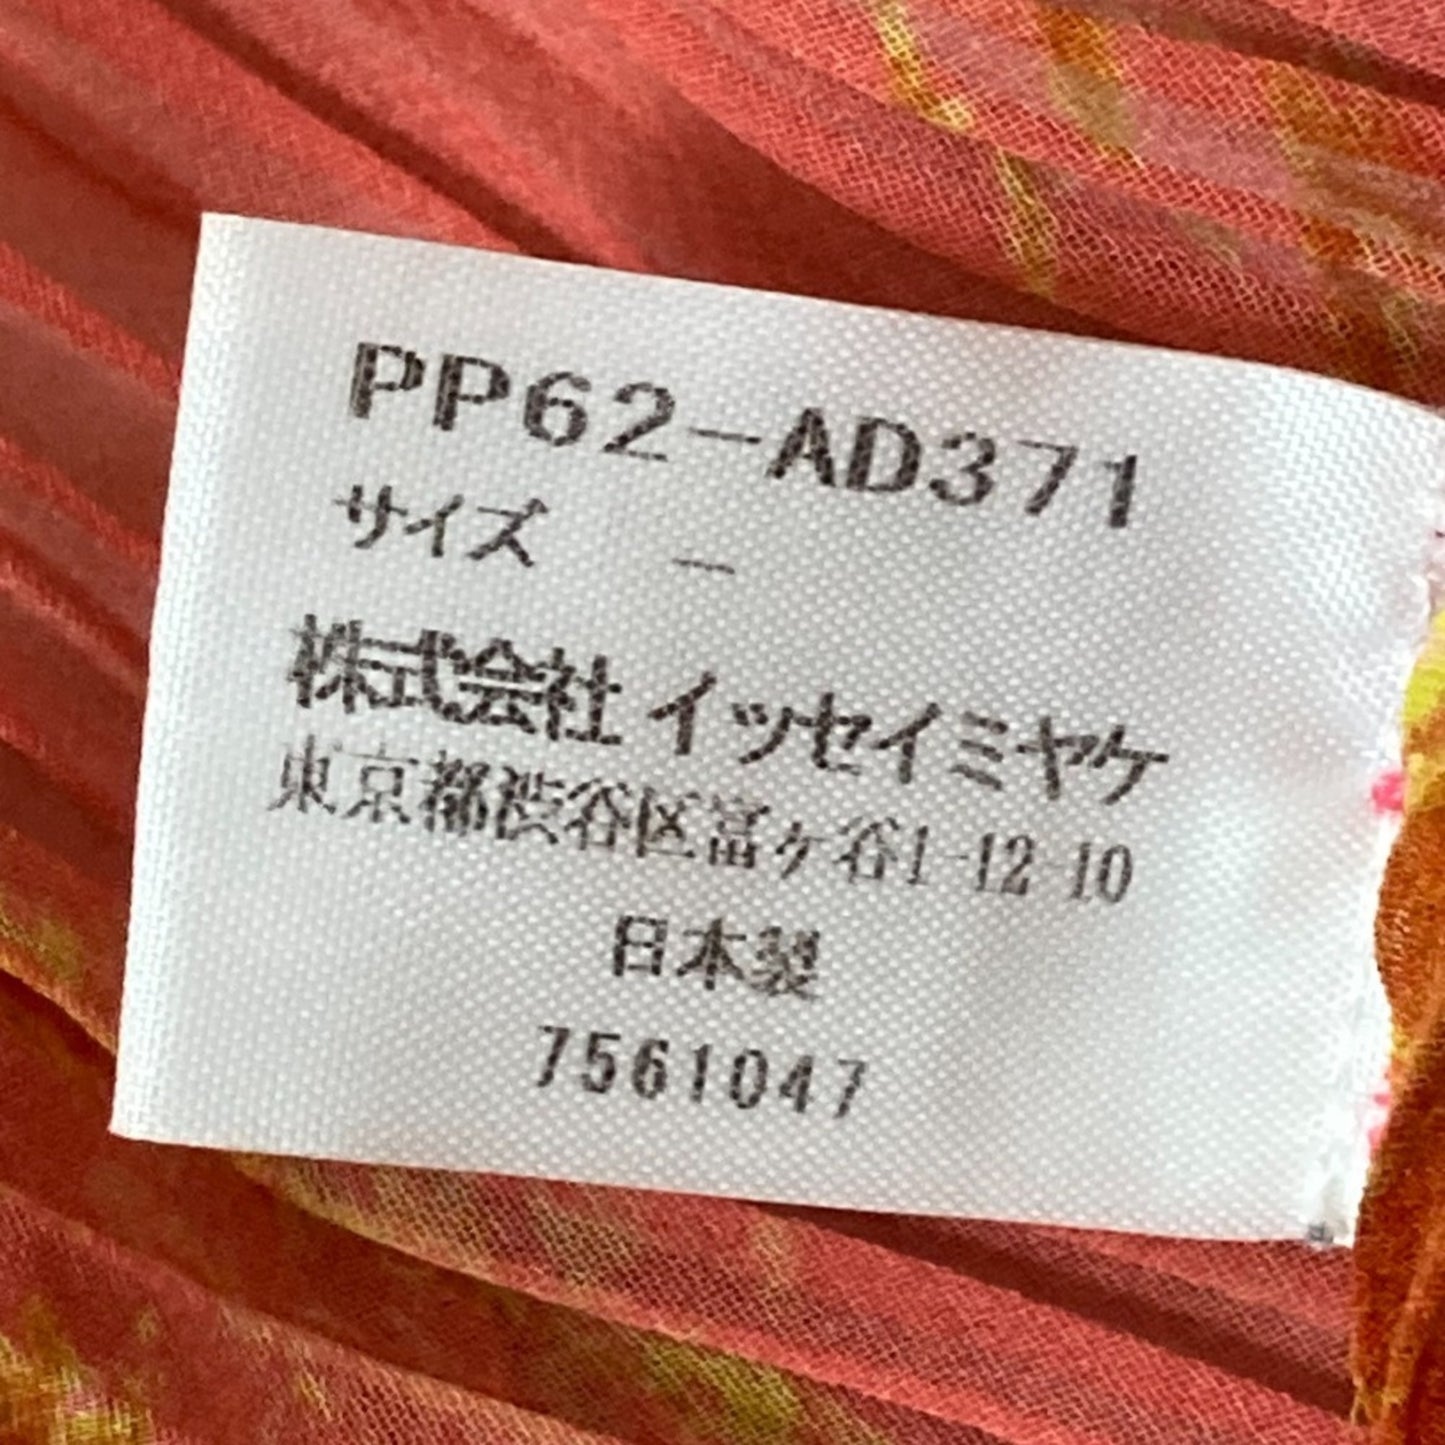 PP62-AD371
サイズ －
株式会社 イッセイミヤケ
東京都渋谷区富ヶ谷1-12-10
日本製
7561047